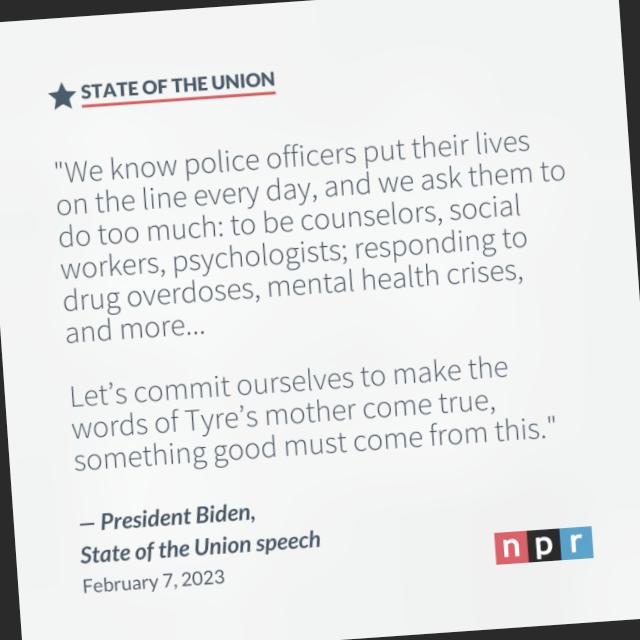 STATE OF THE UNION
"We know police officers put their lives
on the line every day, and we ask them to
do too much: to be counselors, social
workers, psychologists; responding to
drug overdoses, mental health crises,
and more...
Let’s commit ourselves to make the
words of Tyre’s mother come true,
something good must come from this."
— President Biden,
State of the Union speech
February 7, 2023
npr